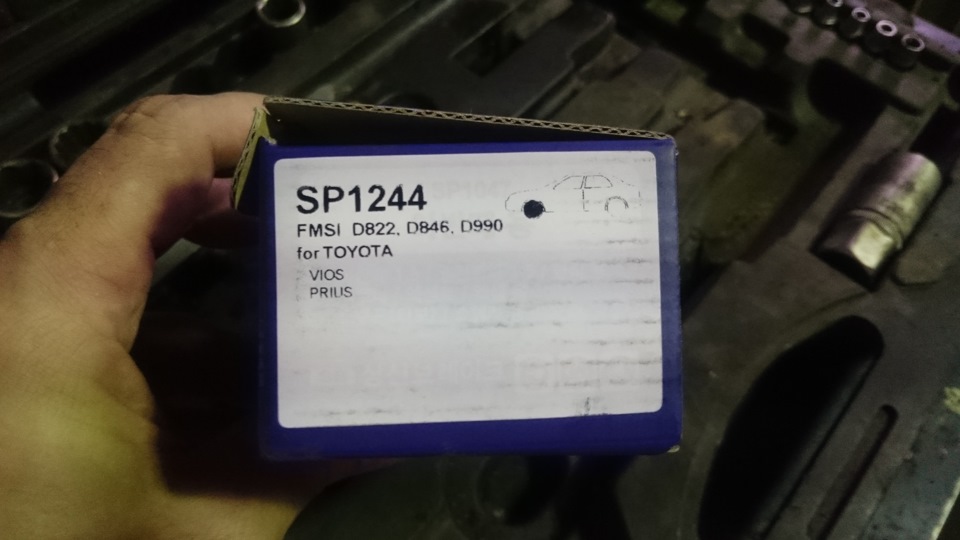 SP1244
FMSI D822, D846, D990
for TOYOTA
VIOS
PRIUS